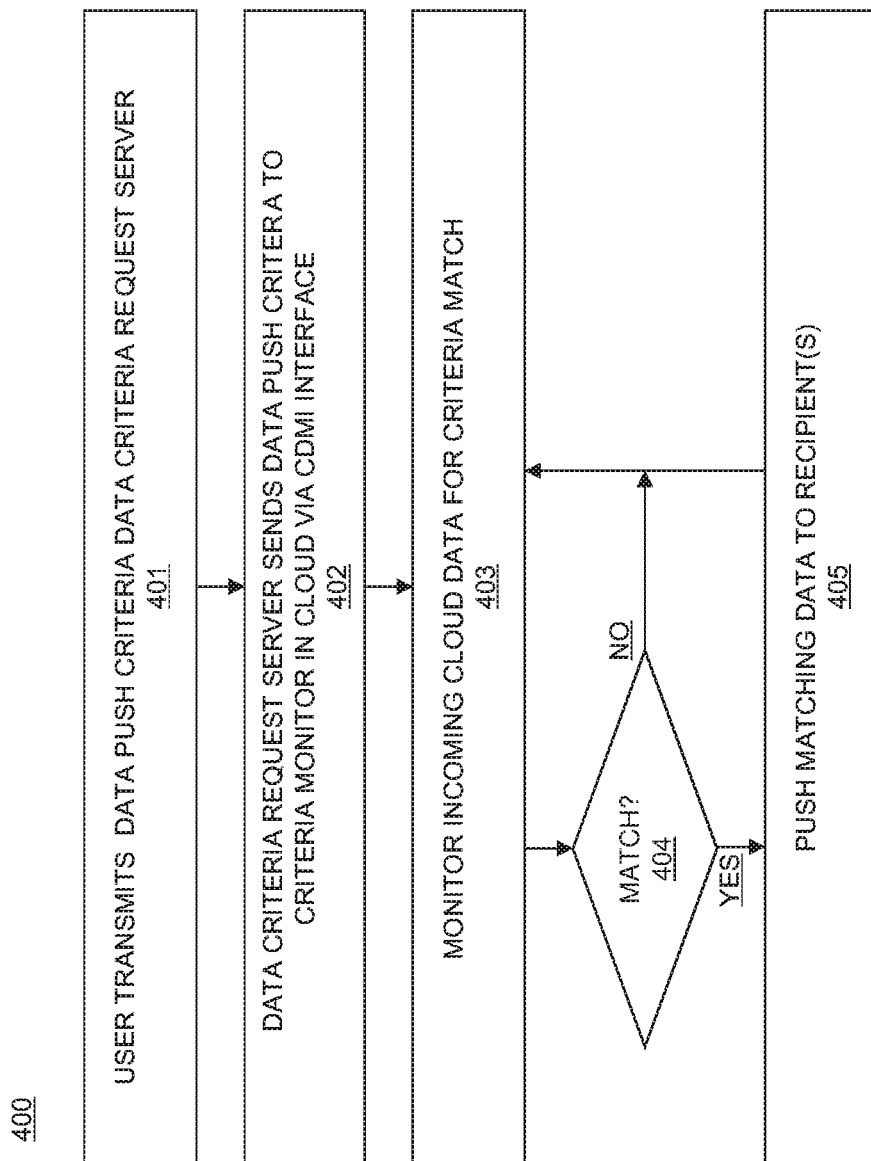 400
USER TRANSMITS DATA PUSH CRITERIA DATA CRITERIA REQUEST SERVER
401
DATA CRITERIA REQUEST SERVER SENDS DATA PUSH CRITERA TO
CRITERIA MONITOR IN CLOUD VIA CDMI INTERFACE
402
MONITOR INCOMING CLOUD DATA FOR CRITERIA MATCH
403
MATCH?
404
NO
YES
PUSH MATCHING DATA TO RECIPIENT(S)
405